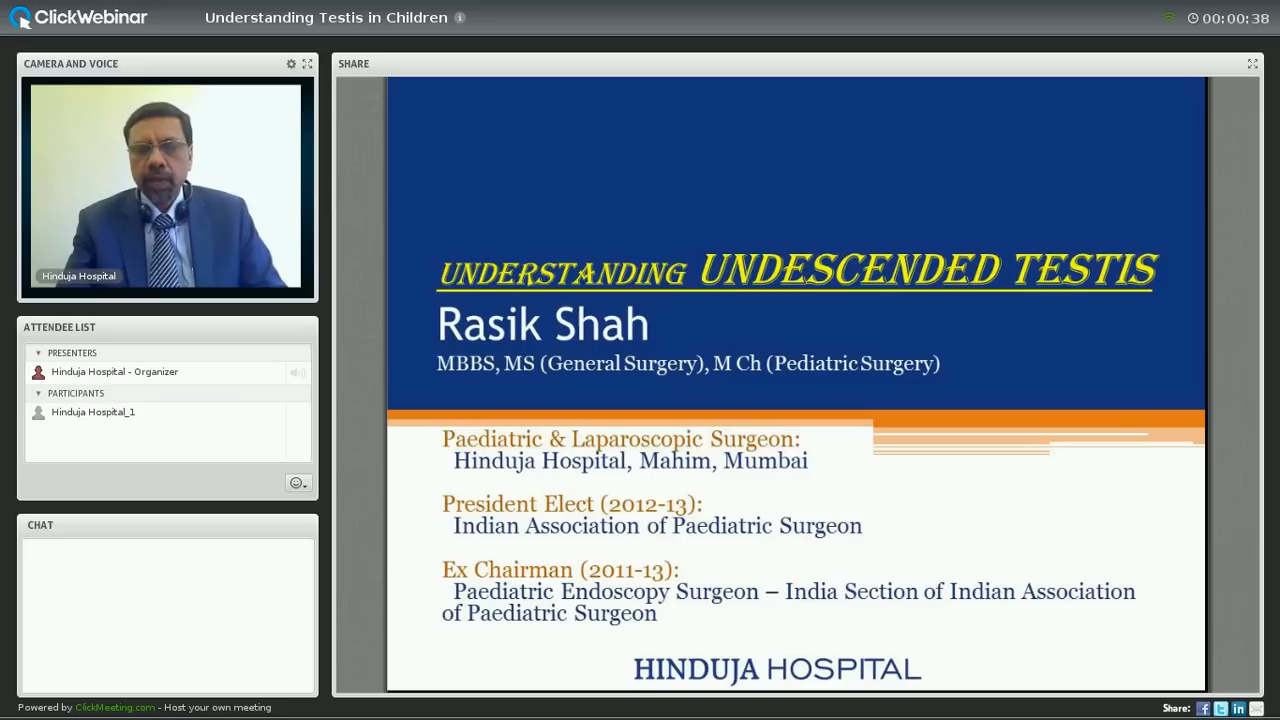 ClickWebinar
Understanding Testis in Children
00:00:38
CAMERA AND VOICE
Hinduja Hospital
ATTENDEE LIST
PRESENTERS
Hinduja Hospital - Organizer
PARTICIPANTS
Hinduja Hospital_1
CHAT
SHARE
UNDERSTANDING UNDESCENDED TESTIS
Rasik Shah
MBBS, MS (General Surgery), M Ch (Pediatric Surgery)
Paediatric & Laparoscopic Surgeon:
Hinduja Hospital, Mahim, Mumbai
President Elect (2012-13):
Indian Association of Paediatric Surgeon
Ex Chairman (2011-13):
Paediatric Endoscopy Surgeon – India Section of Indian Association
of Paediatric Surgeon
HINDUJA HOSPITAL
Powered by ClickMeeting.com - Host your own meeting
Share: